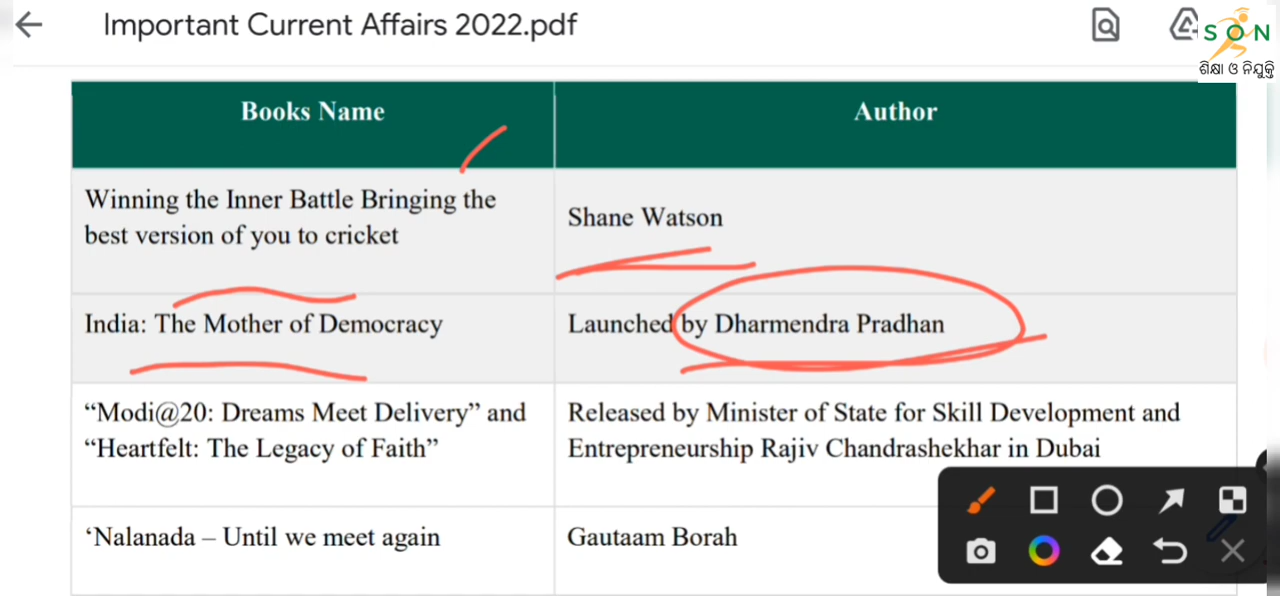 Important Current Affairs 2022.pdf
SON
ଶିକ୍ଷା ଓ ନିଯୁକ୍ତି
Books Name
Author
Winning the Inner Battle Bringing the
best version of you to cricket
Shane Watson
India: The Mother of Democracy
Launched by Dharmendra Pradhan
“Modi@20: Dreams Meet Delivery” and
“Heartfelt: The Legacy of Faith”
Released by Minister of State for Skill Development and
Entrepreneurship Rajiv Chandrashekhar in Dubai
‘Nalanada – Until we meet again
Gautaam Borah